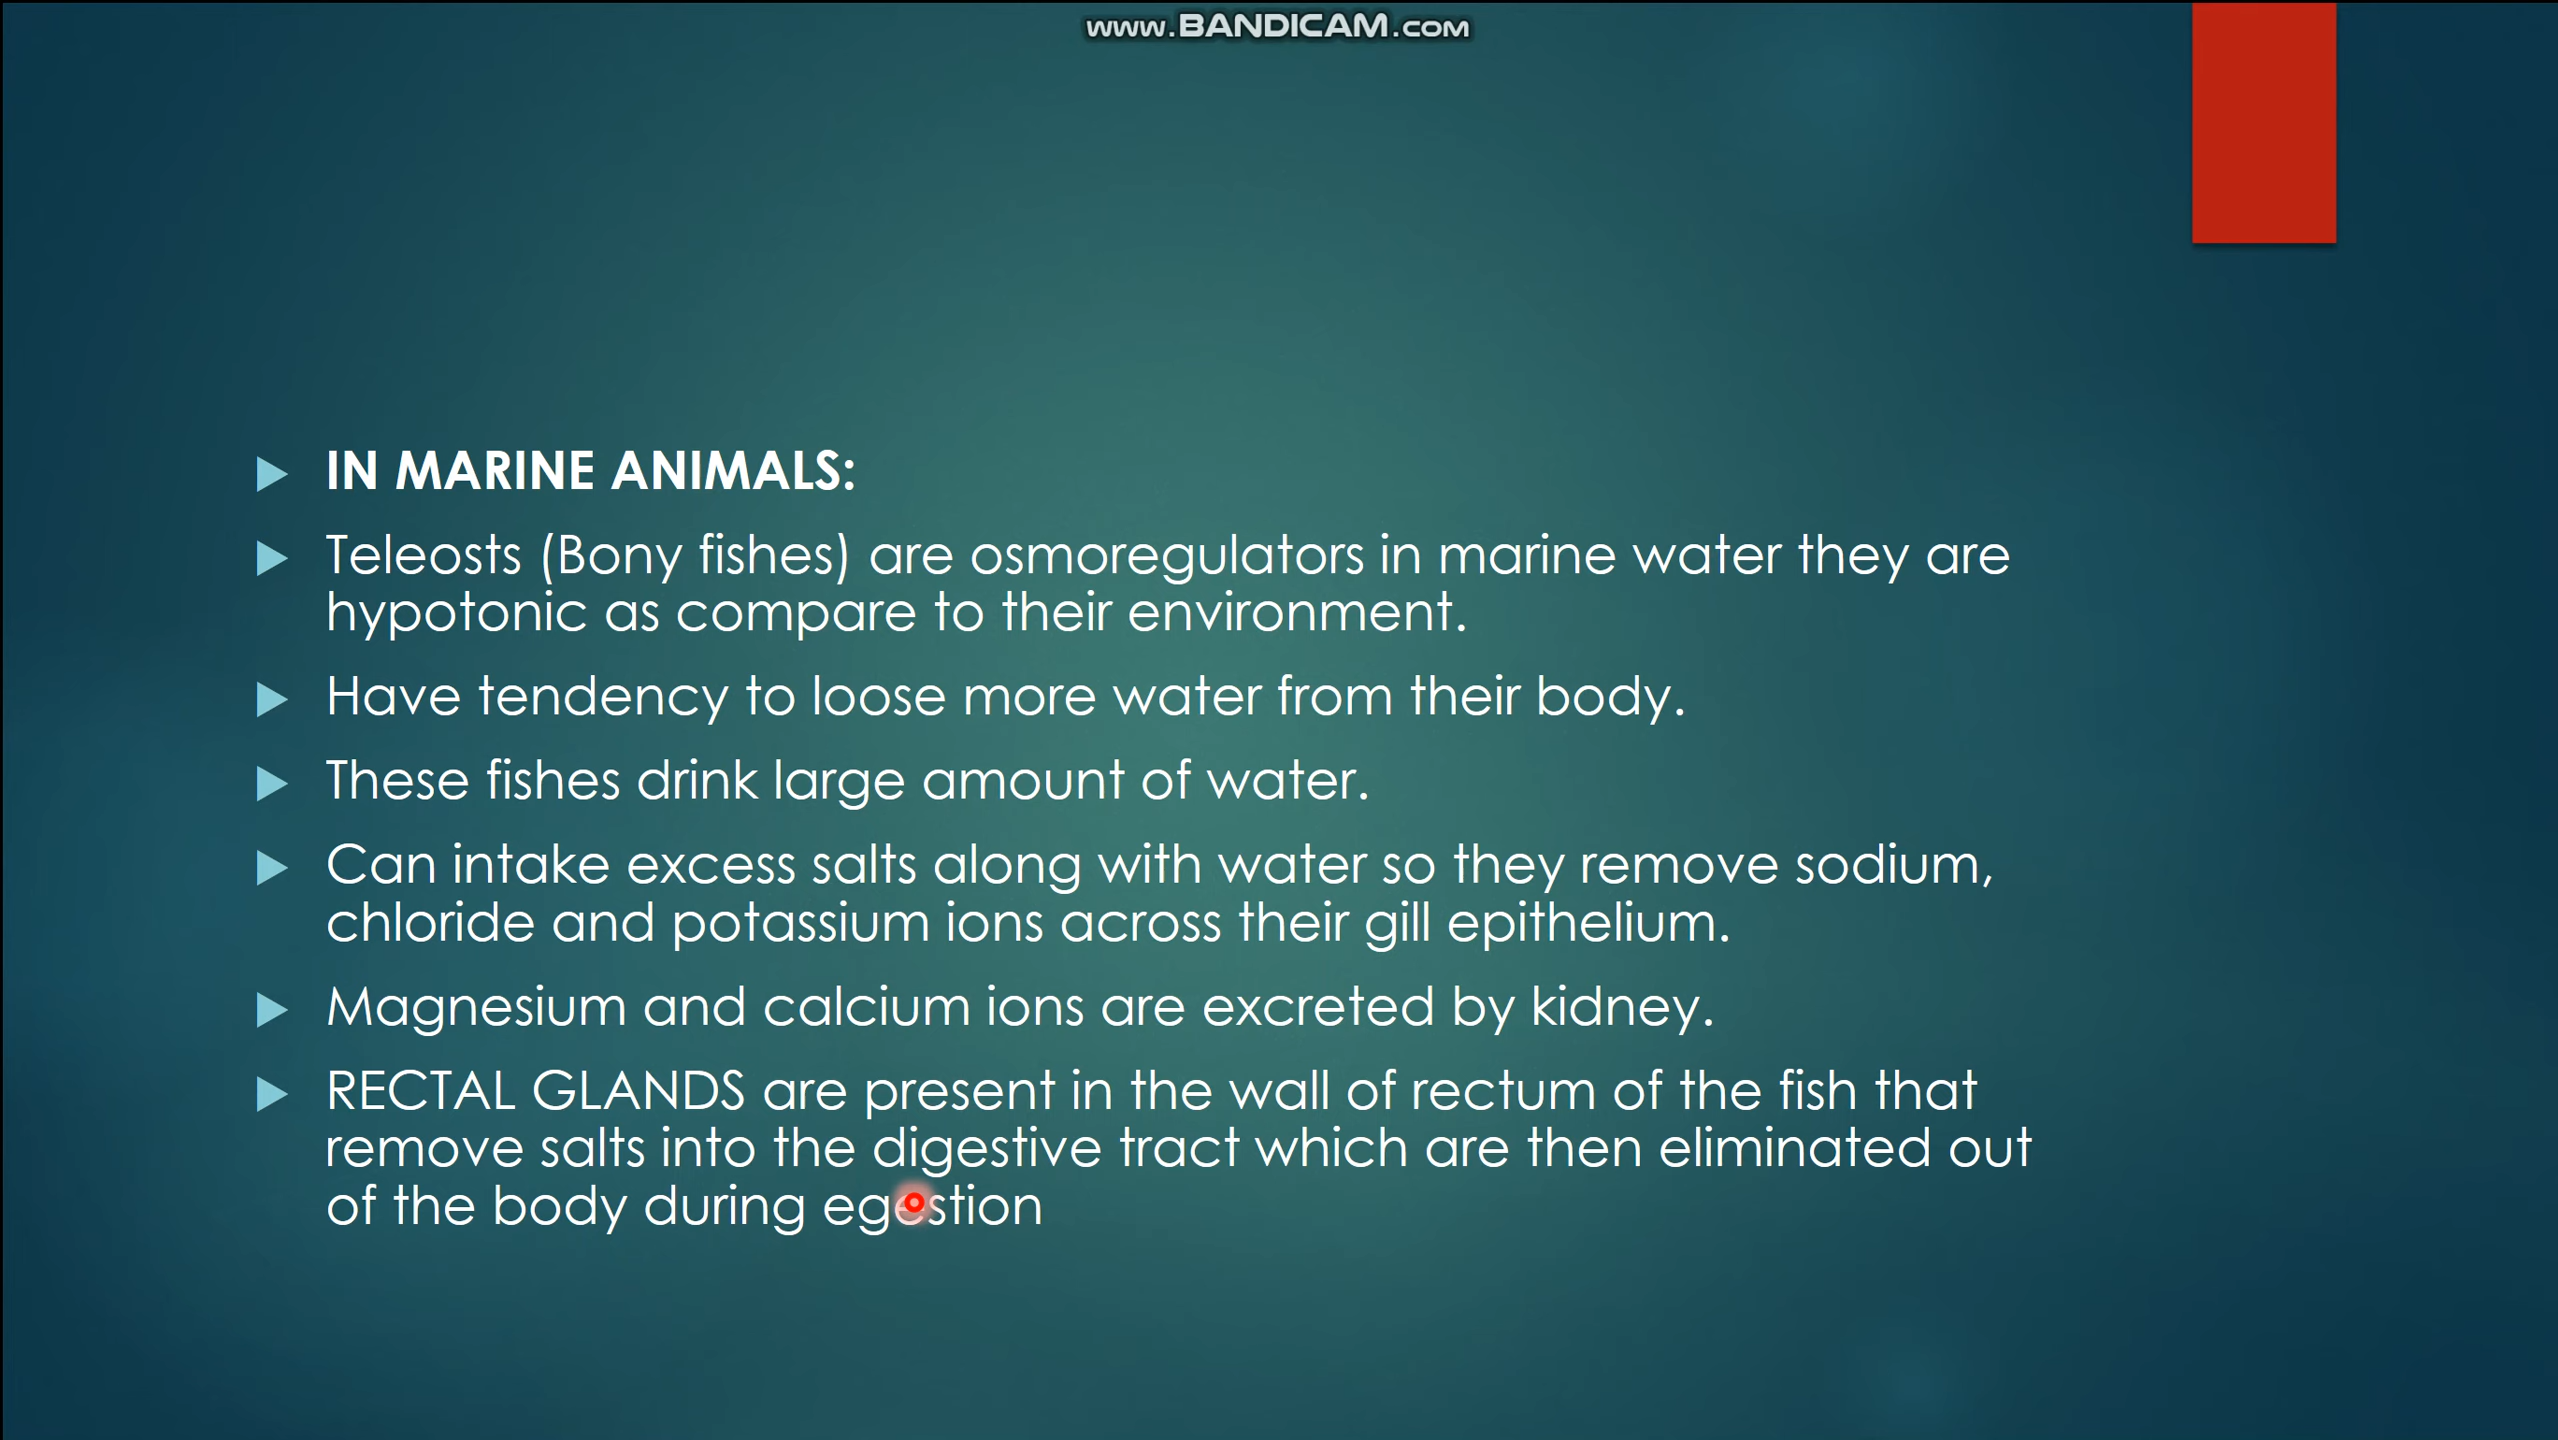 www.BANDICAM.com
IN MARINE ANIMALS:
Teleosts (Bony fishes) are osmoregulators in marine water they are
hypotonic as compare to their environment.
Have tendency to loose more water from their body.
These fishes drink large amount of water.
Can intake excess salts along with water so they remove sodium,
chloride and potassium ions across their gill epithelium.
Magnesium and calcium ions are excreted by kidney.
RECTAL GLANDS are present in the wall of rectum of the fish that
remove salts into the digestive tract which are then eliminated out
of the body during egestion